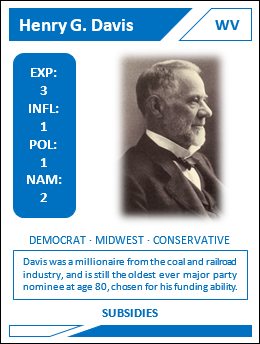 Henry G. Davis
WV
EXP:
3
INFL:
1
POL:
1
NAM:
2
DEMOCRAT · MIDWEST · CONSERVATIVE
Davis was a millionaire from the coal and railroad
industry, and is still the oldest ever major party
nominee at age 80, chosen for his funding ability.
SUBSIDIES